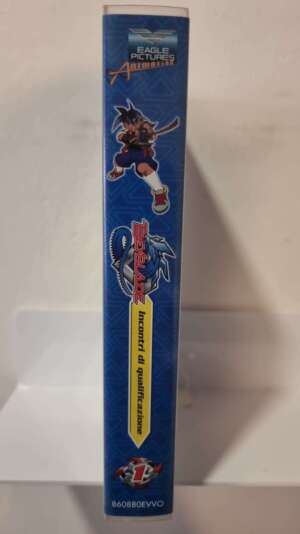 EAGLE
PICTURES
ANIMATION
BEYBLADE
Incontri di qualificazione
1
860880EVVO